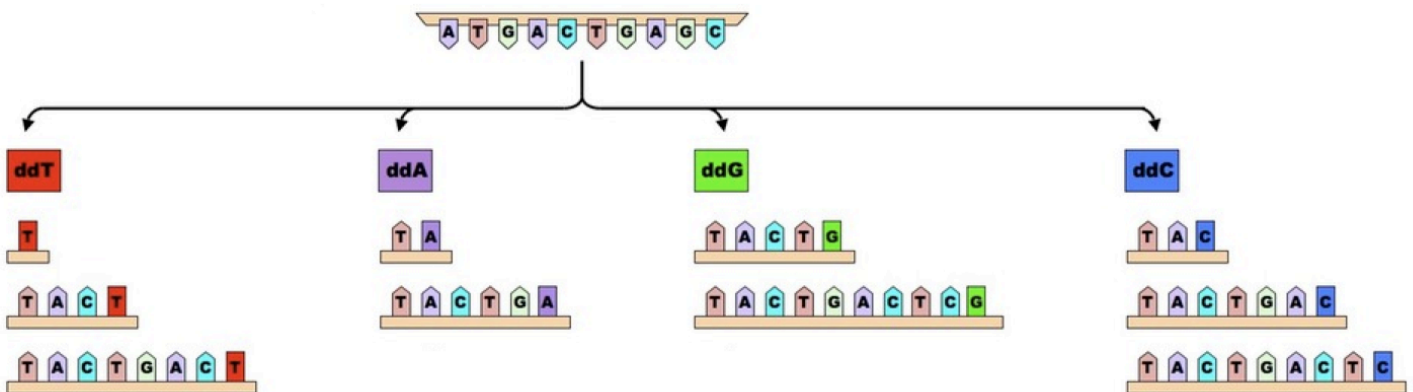 A T G A C T G A G C
ddT ddA ddG ddC
T T A T A C T G T A C
T A C T T A C T G A T A C T G A C T C G T A C T G A C
T A C T G A C T T A C T G A C T C